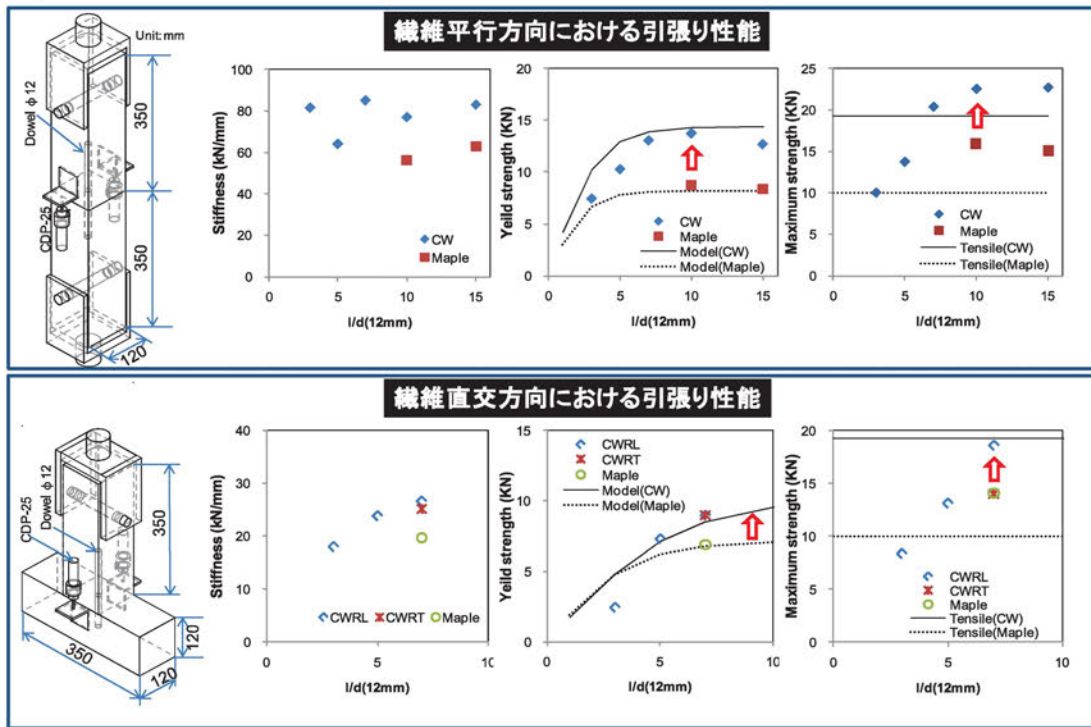 繊維平行方向における引張り性能
Unit: mm
Dowel φ 12
350
CDP-25
350
120
100
80
60
40
20
0
Stiffness (kN/mm)
CW
Maple
0
5
10
15
l/d(12mm)
20
15
10
5
0
Yeild strength (KN)
CW
Maple
Model(CW)
Model(Maple)
0
5
10
15
l/d(12mm)
25
20
15
10
5
0
Maximum strength (KN)
CW
Maple
Tensile(CW)
Tensile(Maple)
0
5
10
15
l/d(12mm)
繊維直交方向における引張り性能
CDP-25
Dowel φ 12
350
350
120
120
40
30
20
10
0
Stiffness (kN/mm)
CWRL
CWRT
Maple
0
5
10
l/d(12mm)
15
10
5
0
Yeild strength (KN)
CWRL
CWRT
Maple
Model(CW)
Model(Maple)
0
5
10
l/d(12mm)
20
15
10
5
0
Maximum strength (KN)
CWRL
CWRT
Maple
Tensile(CW)
Tensile(Maple)
0
5
10
l/d(12mm)